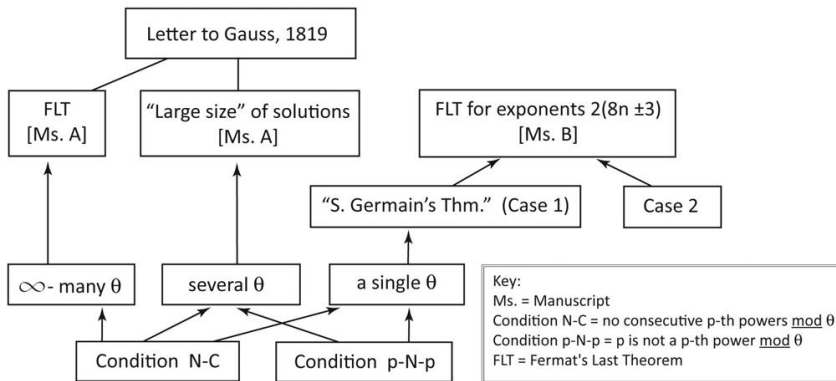 Letter to Gauss, 1819
FLT
[Ms. A]
“Large size” of solutions
[Ms. A]
FLT for exponents 2(8n ±3)
[Ms. B]
“S. Germain’s Thm.” (Case 1)
Case 2
∞- many θ
several θ
a single θ
Condition N-C
Condition p-N-p
Key:
Ms. = Manuscript
Condition N-C = no consecutive p-th powers mod θ
Condition p-N-p = p is not a p-th power mod θ
FLT = Fermat's Last Theorem